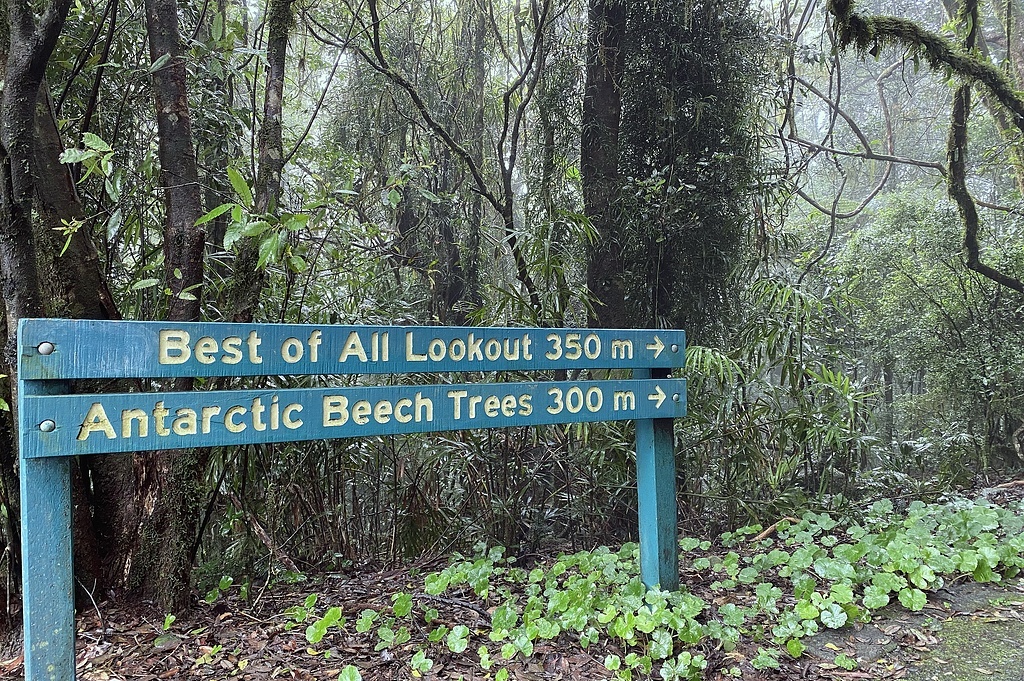 Best of All Lookout 350 m →
Antarctic Beech Trees 300 m →